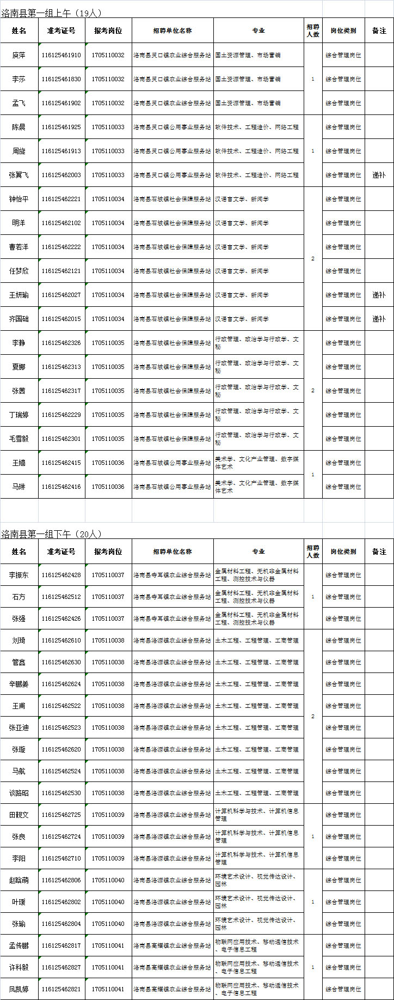 洛南县第一组上午（19人）
姓名 准考证号 报考岗位 招聘单位名称 专业 招聘人数 岗位类别 备注
庾萍 116125461910 1705110032 洛南县灵口镇农业综合服务站 国土资源管理、市场营销 1 综合管理岗位
李莎 116125461830 1705110032 洛南县灵口镇农业综合服务站 国土资源管理、市场营销 综合管理岗位
孟飞 116125461902 1705110032 洛南县灵口镇农业综合服务站 国土资源管理、市场营销 综合管理岗位
陈晨 116125461925 1705110033 洛南县灵口镇公用事业服务站 软件技术、工程造价、网络工程 1 综合管理岗位
周旋 116125461913 1705110033 洛南县灵口镇公用事业服务站 软件技术、工程造价、网络工程 综合管理岗位
张翼飞 116125462003 1705110033 洛南县灵口镇公用事业服务站 软件技术、工程造价、网络工程 综合管理岗位 递补
钟怡平 116125462221 1705110034 洛南县石坡镇社会保障服务站 汉语言文学、新闻学 2 综合管理岗位
明洋 116125462102 1705110034 洛南县石坡镇社会保障服务站 汉语言文学、新闻学 综合管理岗位
曹若洋 116125462222 1705110034 洛南县石坡镇社会保障服务站 汉语言文学、新闻学 综合管理岗位
任梦欣 116125462121 1705110034 洛南县石坡镇社会保障服务站 汉语言文学、新闻学 综合管理岗位
王妍瑜 116125462027 1705110034 洛南县石坡镇社会保障服务站 汉语言文学、新闻学 综合管理岗位 递补
齐国础 116125462015 1705110034 洛南县石坡镇社会保障服务站 汉语言文学、新闻学 综合管理岗位 递补
李静 116125462326 1705110035 洛南县石坡镇社会保障服务站 行政管理、政治学与行政学、文秘 2 综合管理岗位
夏娜 116125462313 1705110035 洛南县石坡镇社会保障服务站 行政管理、政治学与行政学、文秘 综合管理岗位
张茜 116125462317 1705110035 洛南县石坡镇社会保障服务站 行政管理、政治学与行政学、文秘 综合管理岗位
丁瑞婷 116125462229 1705110035 洛南县石坡镇社会保障服务站 行政管理、政治学与行政学、文秘 综合管理岗位
毛雪毅 116125462301 1705110035 洛南县石坡镇社会保障服务站 行政管理、政治学与行政学、文秘 综合管理岗位
王嫱 116125462415 1705110036 洛南县石坡镇公用事业服务站 美术学、文化产业管理、数字媒体艺术 1 综合管理岗位
马琳 116125462416 1705110036 洛南县石坡镇公用事业服务站 美术学、文化产业管理、数字媒体艺术 综合管理岗位
洛南县第一组下午（20人）
姓名 准考证号 报考岗位 招聘单位名称 专业 招聘人数 岗位类别 备注
李振东 116125462428 1705110037 洛南县寺耳镇农业综合服务站 金属材料工程、无机非金属材料工程、测控技术与仪器 1 综合管理岗位
石方 116125462512 1705110037 洛南县寺耳镇农业综合服务站 金属材料工程、无机非金属材料工程、测控技术与仪器 综合管理岗位
张强 116125462426 1705110037 洛南县寺耳镇农业综合服务站 金属材料工程、无机非金属材料工程、测控技术与仪器 综合管理岗位
刘琦 116125462610 1705110038 洛南县洛源镇农业综合服务站 土木工程、工程管理、工商管理 2 综合管理岗位
管鑫 116125462630 1705110038 洛南县洛源镇农业综合服务站 土木工程、工程管理、工商管理 综合管理岗位
辛鹏姜 116125462624 1705110038 洛南县洛源镇农业综合服务站 土木工程、工程管理、工商管理 综合管理岗位
王甫 116125462522 1705110038 洛南县洛源镇农业综合服务站 土木工程、工程管理、工商管理 综合管理岗位
张亚迪 116125462523 1705110038 洛南县洛源镇农业综合服务站 土木工程、工程管理、工商管理 综合管理岗位
张璇 116125462620 1705110038 洛南县洛源镇农业综合服务站 土木工程、工程管理、工商管理 综合管理岗位
马航 116125462524 1705110038 洛南县洛源镇农业综合服务站 土木工程、工程管理、工商管理 综合管理岗位
谈路昭 116125462530 1705110038 洛南县洛源镇农业综合服务站 土木工程、工程管理、工商管理 综合管理岗位
田靓文 116125462725 1705110039 洛南县洛源镇农业综合服务站 计算机科学与技术、计算机信息管理 1 综合管理岗位
张良 116125462724 1705110039 洛南县洛源镇农业综合服务站 计算机科学与技术、计算机信息管理 综合管理岗位
李阳 116125462710 1705110039 洛南县洛源镇农业综合服务站 计算机科学与技术、计算机信息管理 综合管理岗位
赵晗萌 116125462806 1705110040 洛南县洛源镇农业综合服务站 环境艺术设计、视觉传达设计、园林 1 综合管理岗位
叶瑷 116125462802 1705110040 洛南县洛源镇农业综合服务站 环境艺术设计、视觉传达设计、园林 综合管理岗位
张瑜 116125462804 1705110040 洛南县洛源镇农业综合服务站 环境艺术设计、视觉传达设计、园林 综合管理岗位
孟传鹏 116125462817 1705110041 洛南县高耀镇农业综合服务站 物联网应用技术、移动通信技术、电子信息工程 1 综合管理岗位
许科毅 116125462827 1705110041 洛南县高耀镇农业综合服务站 物联网应用技术、移动通信技术、电子信息工程 综合管理岗位
凤凯婷 116125462821 1705110041 洛南县高耀镇农业综合服务站 物联网应用技术、移动通信技术、电子信息工程 综合管理岗位